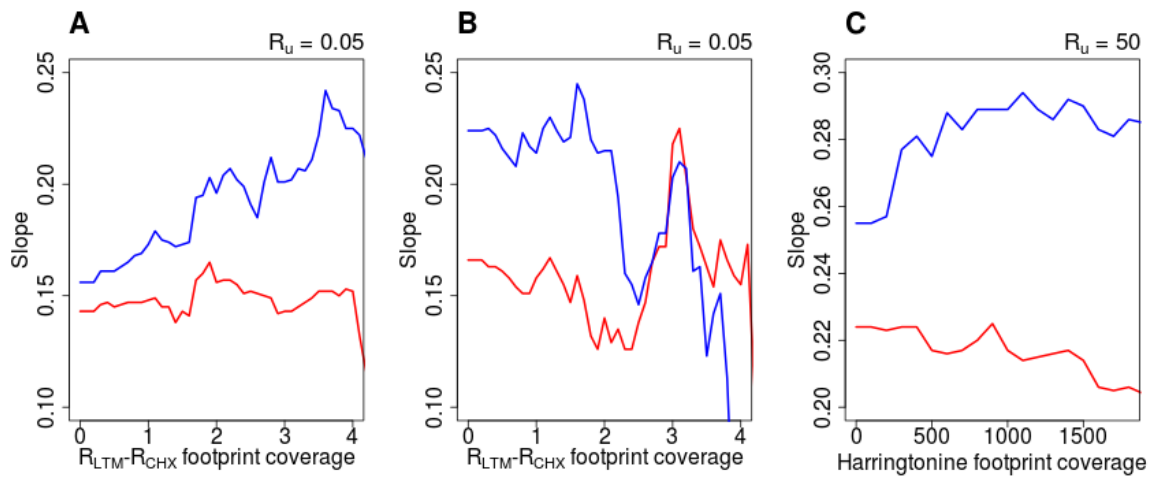 A
R_u = 0.05
Slope
0.25
0.20
0.15
0.10
0 1 2 3 4
R_LTM-R_CHX footprint coverage
B
R_u = 0.05
Slope
0.25
0.20
0.15
0.10
0 1 2 3 4
R_LTM-R_CHX footprint coverage
C
R_u = 50
Slope
0.30
0.28
0.26
0.24
0.22
0.20
0 500 1000 1500
Harringtonine footprint coverage